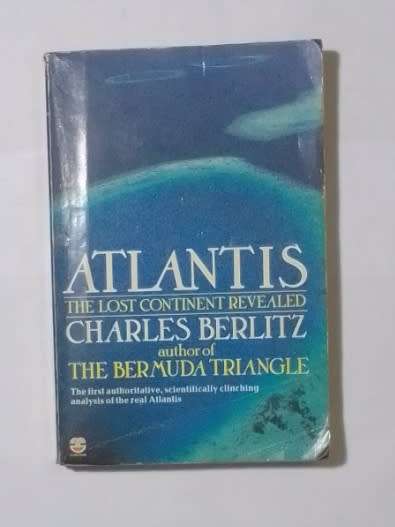 ATLANTIS
THE LOST CONTINENT REVEALED
CHARLES BERLITZ
author of
THE BERMUDA TRIANGLE
The first authoritative, scientifically clinching
analysis of the real Atlantis